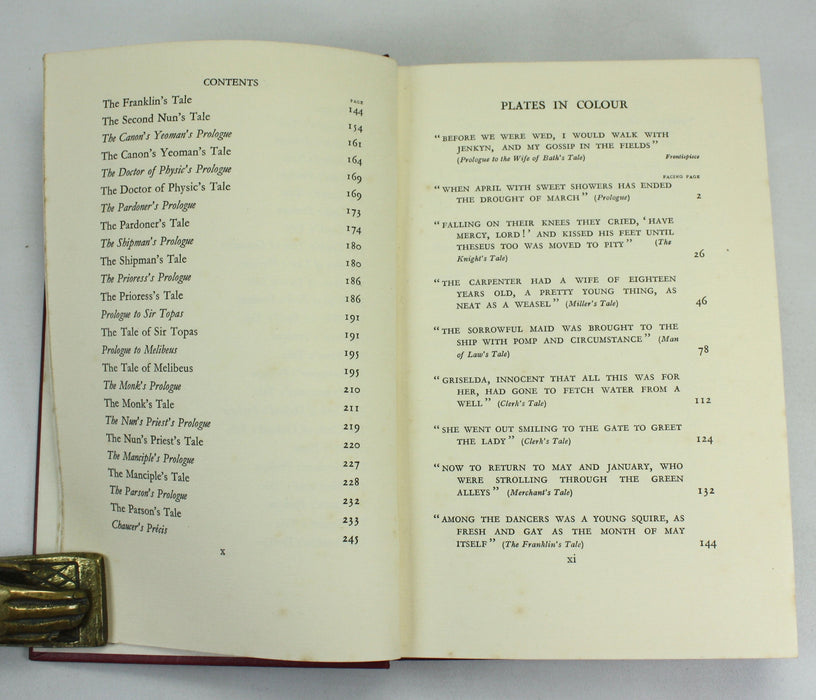 CONTENTS
PAGE
The Franklin's Tale 144
The Second Nun's Tale 154
The Canon's Yeoman's Prologue 161
The Canon's Yeoman's Tale 164
The Doctor of Physic's Prologue 169
The Doctor of Physic's Tale 169
The Pardoner's Prologue 173
The Pardoner's Tale 174
The Shipman's Prologue 180
The Shipman's Tale 180
The Prioress's Prologue 186
The Prioress's Tale 186
Prologue to Sir Topas 191
The Tale of Sir Topas 191
Prologue to Melibeus 195
The Tale of Melibeus 195
The Monk's Prologue 210
The Monk's Tale 211
The Nun's Priest's Prologue 219
The Nun's Priest's Tale 220
The Manciple's Prologue 227
The Manciple's Tale 228
The Parson's Prologue 232
The Parson's Tale 233
Chaucer's Précis 245
x
PLATES IN COLOUR
"BEFORE WE WERE WED, I WOULD WALK WITH
JENKYN, AND MY GOSSIP IN THE FIELDS"
(Prologue to the Wife of Bath's Tale) Frontispiece
FACING PAGE
"WHEN APRIL WITH SWEET SHOWERS HAS ENDED
THE DROUGHT OF MARCH" (Prologue) 2
"FALLING ON THEIR KNEES THEY CRIED, 'HAVE
MERCY, LORD!' AND KISSED HIS FEET UNTIL
THESEUS TOO WAS MOVED TO PITY" (The
Knight's Tale) 26
"THE CARPENTER HAD A WIFE OF EIGHTEEN
YEARS OLD, A PRETTY YOUNG THING, AS
NEAT AS A WEASEL" (Miller's Tale) 46
"THE SORROWFUL MAID WAS BROUGHT TO THE
SHIP WITH POMP AND CIRCUMSTANCE" (Man
of Law's Tale) 78
"GRISELDA, INNOCENT THAT ALL THIS WAS FOR
HER, HAD GONE TO FETCH WATER FROM A
WELL" (Clerk's Tale) 112
"SHE WENT OUT SMILING TO THE GATE TO GREET
THE LADY" (Clerk's Tale) 124
"NOW TO RETURN TO MAY AND JANUARY, WHO
WERE STROLLING THROUGH THE GREEN
ALLEYS" (Merchant's Tale) 132
"AMONG THE DANCERS WAS A YOUNG SQUIRE, AS
FRESH AND GAY AS THE MONTH OF MAY
ITSELF" (The Franklin's Tale) 144
xi